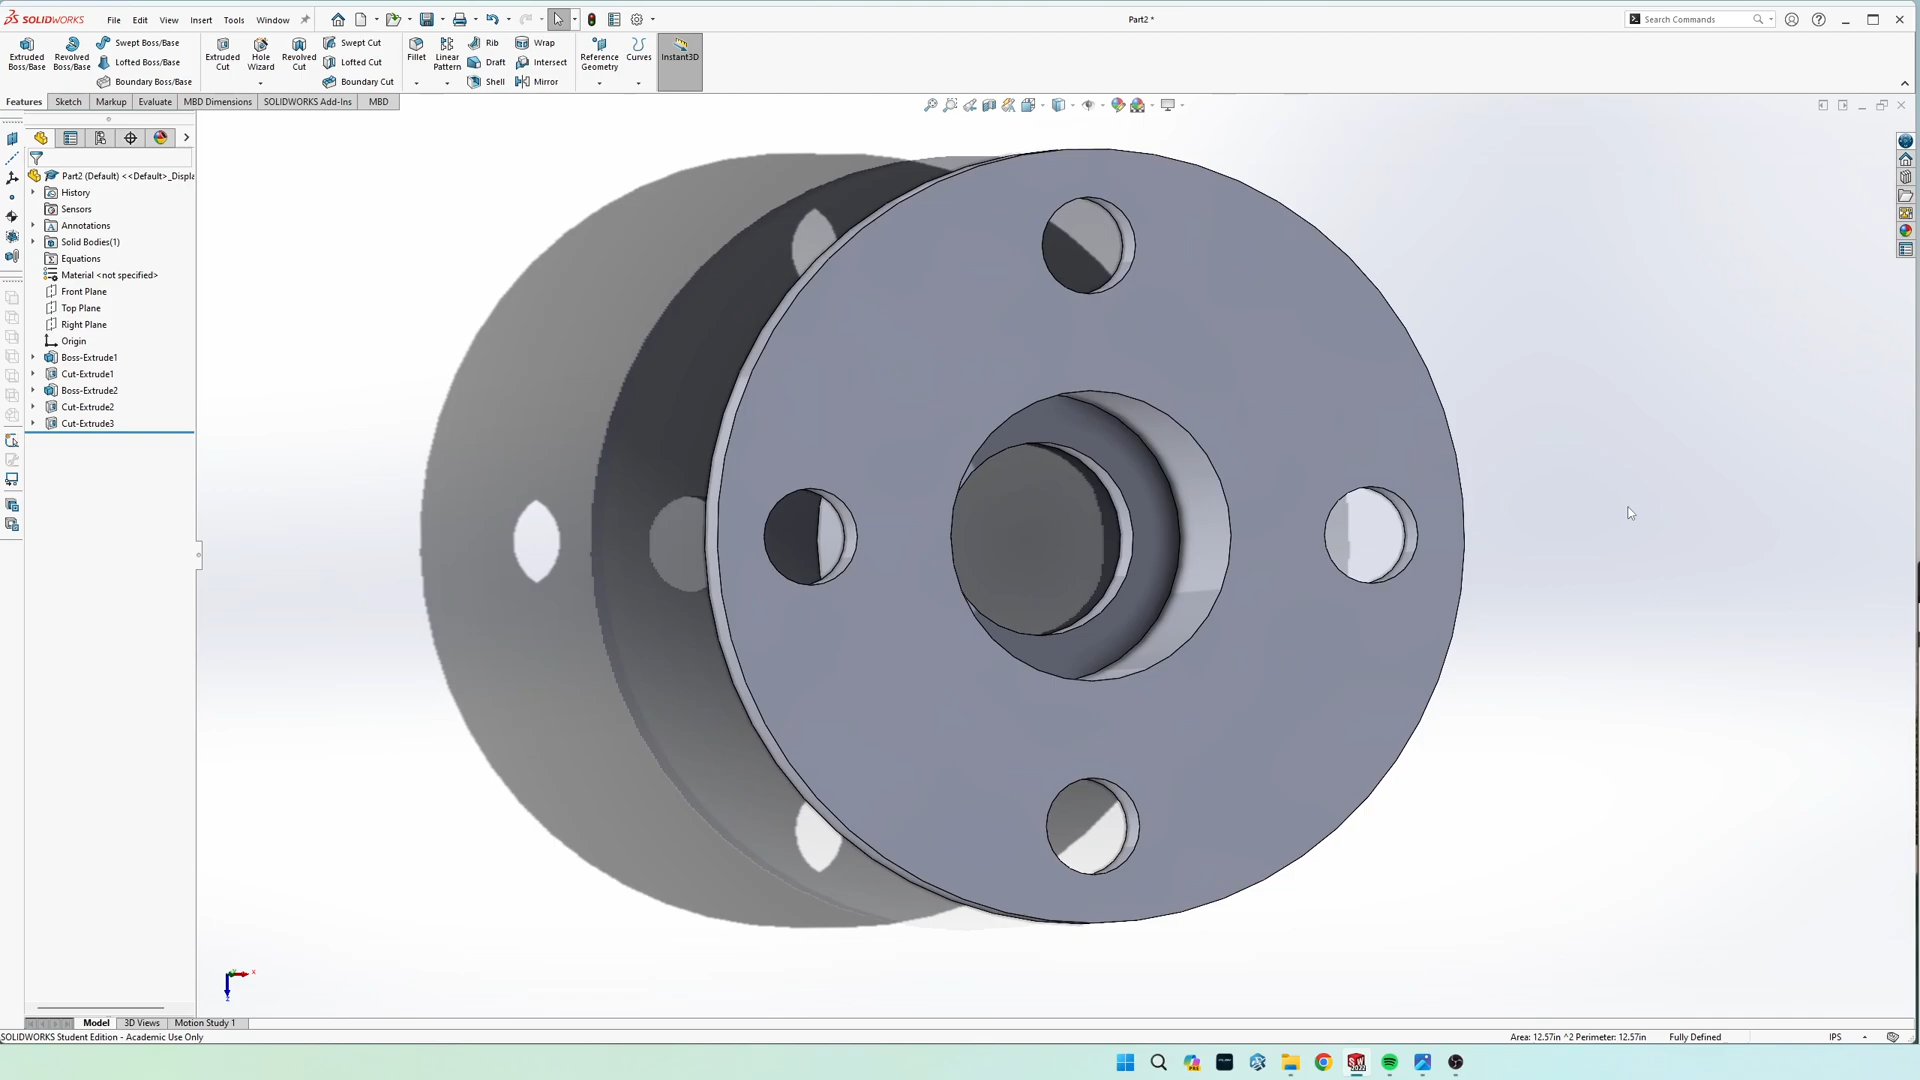 SOLIDWORKS File Edit View Insert Tools Window Part2 * Search Commands
Extruded Boss/Base
Revolved Boss/Base
Swept Boss/Base
Lofted Boss/Base
Boundary Boss/Base
Extruded Cut
Hole Wizard
Revolved Cut
Swept Cut
Lofted Cut
Boundary Cut
Fillet
Linear Pattern
Rib
Draft
Shell
Wrap
Intersect
Mirror
Reference Geometry
Curves
Instant3D
Features Sketch Markup Evaluate MBD Dimensions SOLIDWORKS Add-Ins MBD
Part2 (Default) <<Default>_Displa
History
Sensors
Annotations
Solid Bodies(1)
Equations
Material <not specified>
Front Plane
Top Plane
Right Plane
Origin
Boss-Extrude1
Cut-Extrude1
Boss-Extrude2
Cut-Extrude2
Cut-Extrude3
Model 3D Views Motion Study 1
SOLIDWORKS Student Edition - Academic Use Only Area: 12.57in ^2 Perimeter: 12.57in Fully Defined IPS